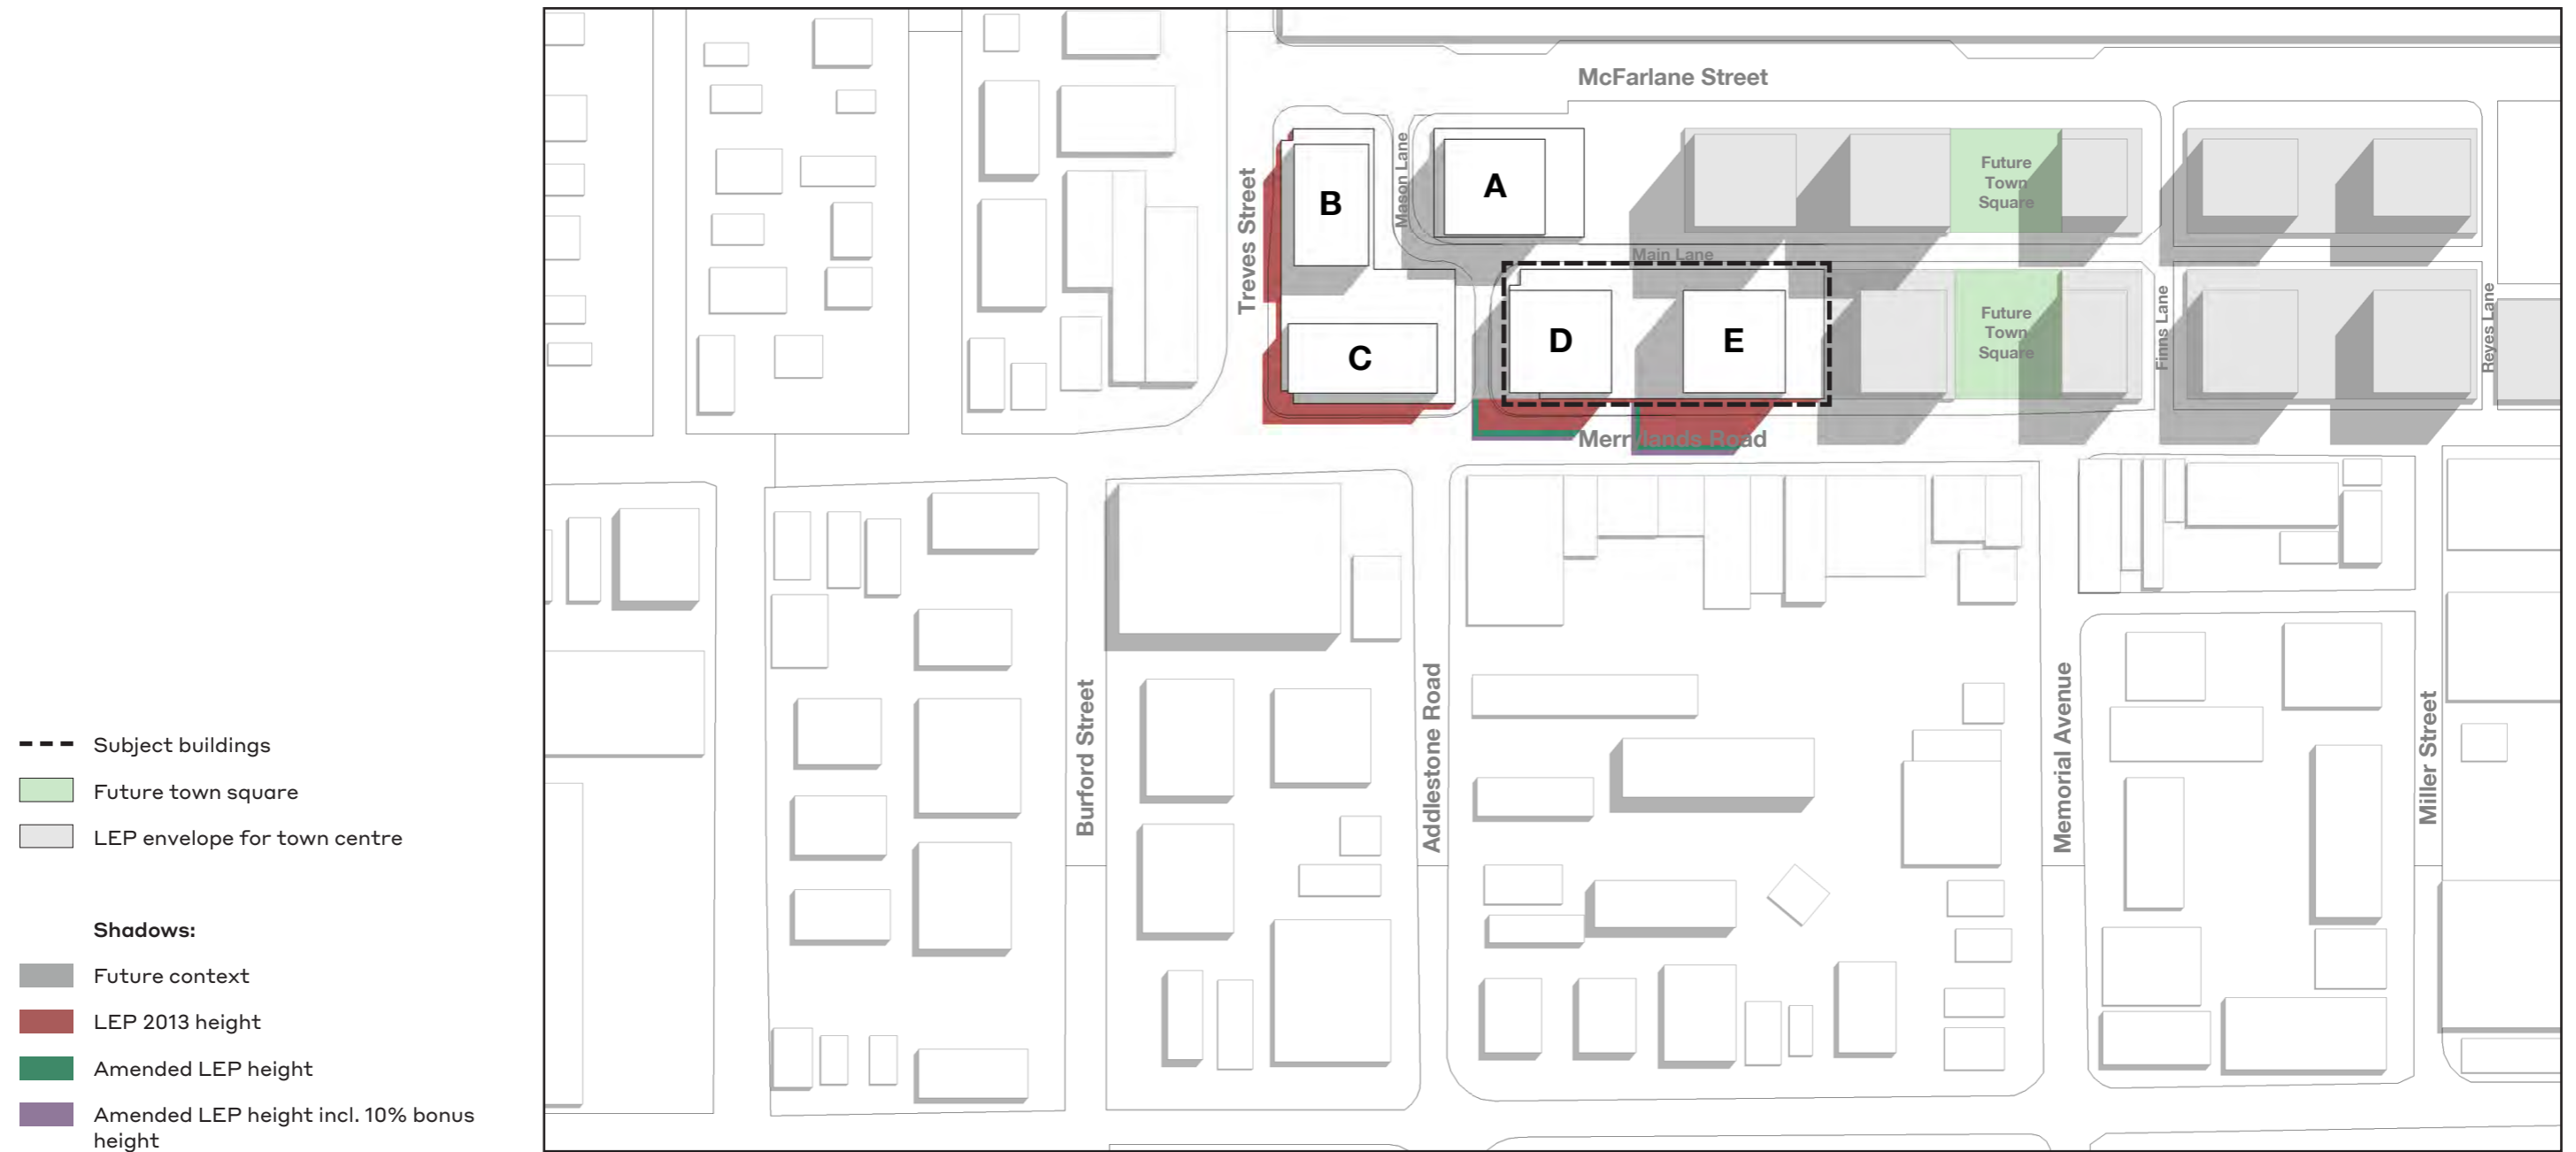 McFarlane Street
Treves Street
Mason Lane
B
A
Future
Town
Square
Main Lane
C
D
E
Future
Town
Square
Finns Lane
Reyes Lane
Merrylands Road
Burford Street
Addlestone Road
Memorial Avenue
Miller Street
Subject buildings
Future town square
LEP envelope for town centre
Shadows:
Future context
LEP 2013 height
Amended LEP height
Amended LEP height incl. 10% bonus
height